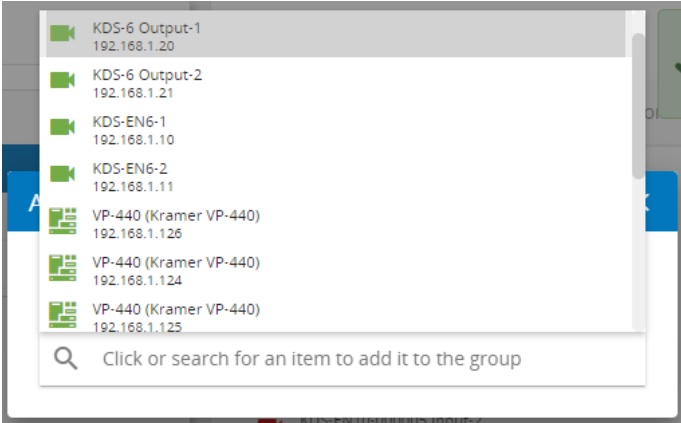 KDS-6 Output-1
192.168.1.20
KDS-6 Output-2
192.168.1.21
KDS-EN6-1
192.168.1.10
KDS-EN6-2
192.168.1.11
VP-440 (Kramer VP-440)
192.168.1.126
VP-440 (Kramer VP-440)
192.168.1.124
VP-440 (Kramer VP-440)
192.168.1.125
Click or search for an item to add it to the group